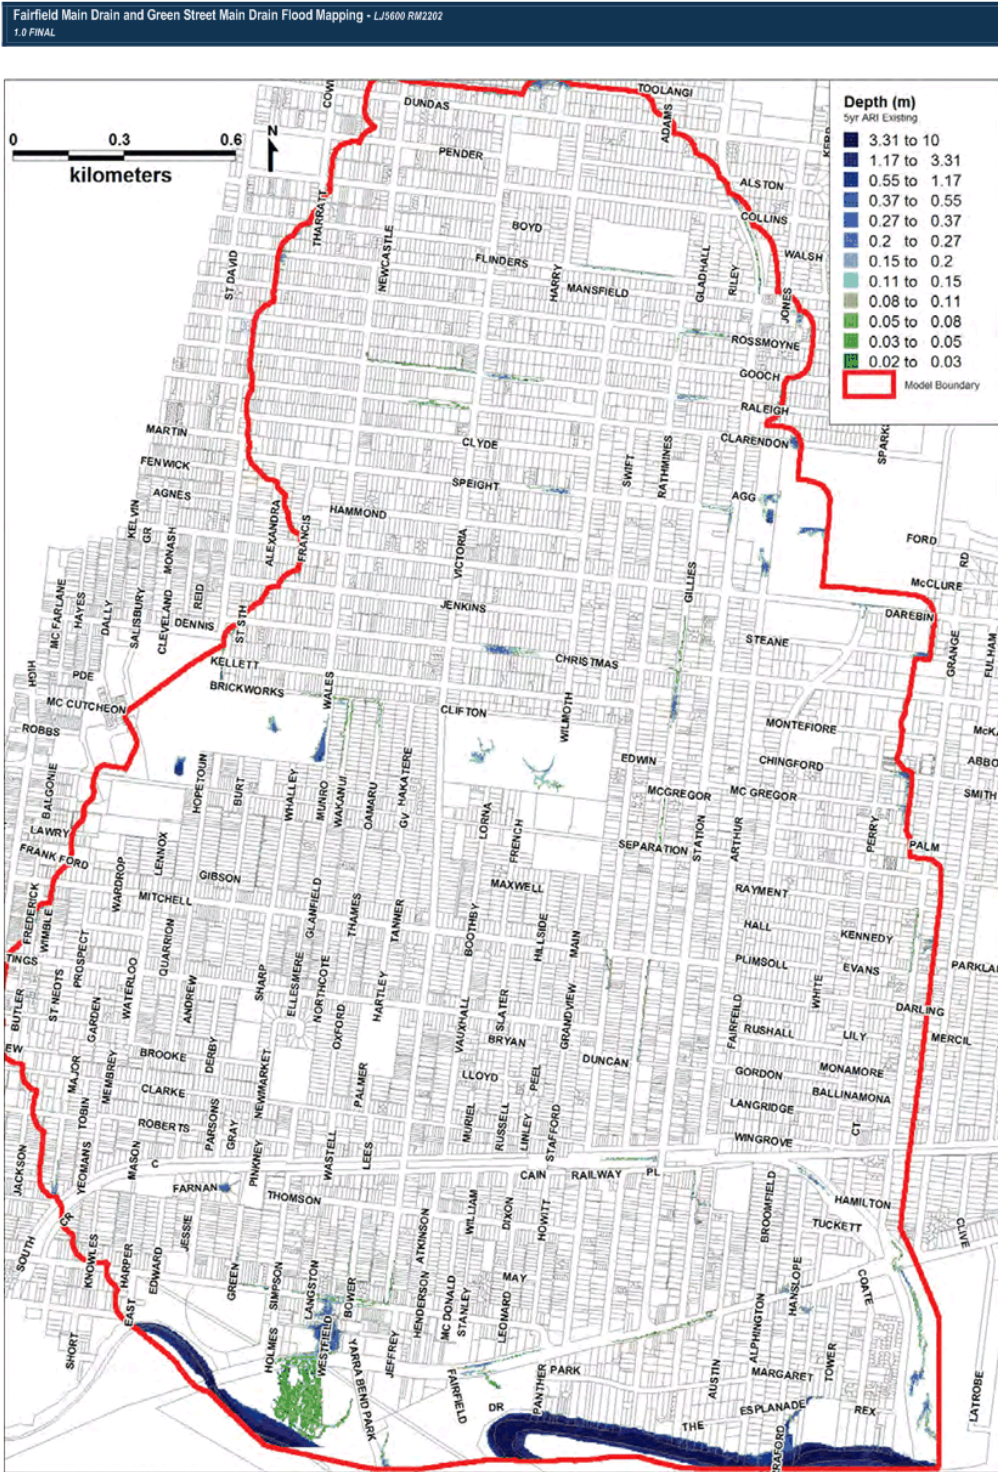 Fairfield Main Drain and Green Street Main Drain Flood Mapping - LJ5600 RM2202
1.0 FINAL
Depth (m)
5yr ARI Existing
3.31 to 10
1.17 to 3.31
0.55 to 1.17
0.37 to 0.55
0.27 to 0.37
0.2 to 0.27
0.15 to 0.2
0.11 to 0.15
0.08 to 0.11
0.05 to 0.08
0.03 to 0.05
0.02 to 0.03
Model Boundary
0 0.3 0.6
kilometers
N
COWI
DUNDAS
TOOLANGI
ADAMS
PENDER
ALSTON
THARRATT
COLLINS
BOYD
NEWCASTLE
ST DAVID
FLINDERS
HARRY
MANSFIELD
GLADHALL
RILEY
WALSH
JONES
ROSSMOYNE
GOOCH
RALEIGH
MARTIN
CLYDE
CLARENDON
SPARK
FENWICK
AGNES
SPEIGHT
SWIFT
RATHMINES
AGG
KELVIN
GR
MONASH
ALEXANDRA
FRANCIS
HAMMOND
VICTORIA
GILLIES
FORD
RD
McCLURE
MC FARLANE
HAYES
DALLY
SALISBURY
CLEVELAND
REID
DENNIS
ST STH
JENKINS
DAREBIN
STEANE
GRANGE
FULHAM
HIGH
PDE
KELLETT
BRICKWORKS
WALES
CHRISTMAS
MC CUTCHEON
CLIFTON
WILMOTH
MONTEFIORE
ROBBS
BALGONIE
HOPETOUN
BURT
WHALLEY
MUNRO
WAKANUI
OAMARU
GV
HAKATERE
EDWIN
CHINGFORD
ABBO
MCGREGOR
MC GREGOR
SMITH
LORNA
FRENCH
LAWRY
FRANK FORD
LENNOX
SEPARATION
STATION
ARTHUR
PERRY
PALM
WARDROP
GIBSON
MITCHELL
MAXWELL
RAYMENT
FREDERICK
WIMBLE
GLANFIELD
THAMES
TANNER
BOOTHBY
HILLSIDE
MAIN
HALL
KENNEDY
TINGS
PROSPECT
QUARRION
PLIMSOLL
EVANS
PARKLA
BUTLER
ST NEOTS
GARDEN
WATERLOO
ANDREW
SHARP
ELLESMERE
NORTHCOTE
OXFORD
HARTLEY
VAUXHALL
SLATER
BRYAN
GRANDVIEW
WHITE
DARLING
EW
BROOKE
DERBY
DUNCAN
FAIRFEILD
RUSHALL
LILY
MERCIL
MAJOR
MEMBREY
CLARKE
NEWMARKET
PALMER
LLOYD
PEEL
GORDON
MONAMORE
BALLINAMONA
TOBIN
ROBERTS
PARSONS
GRAY
MURIEL
RUSSELL
LINLEY
STAFFORD
LANGRIDGE
CT
WINGROVE
JACKSON
YEOMANS
MASON
C
PINKNEY
WASTELL
LEES
CAIN
RAILWAY
PL
FARNAN
THOMSON
WILLIAM
DIXON
HOWITT
BROOMFIELD
HAMILTON
TUCKETT
CR
SOUTH
JESSIE
ATKINSON
CLIVE
KNOWLES
HARPER
EDWARD
GREEN
SIMPSON
LANGSTON
BOWER
HENDERSON
MC DONALD
STANLEY
LEONARD
MAY
HANSLOPE
COATE
EAST
SHORT
HOLMES
WESTFIELD
YARRA BEND PARK
JEFFREY
FAIRFIELD
DR
PANTHER
PARK
AUSTIN
ALPHINGTON
MARGARET
TOWER
LATROBE
THE
ESPLANADE
REX